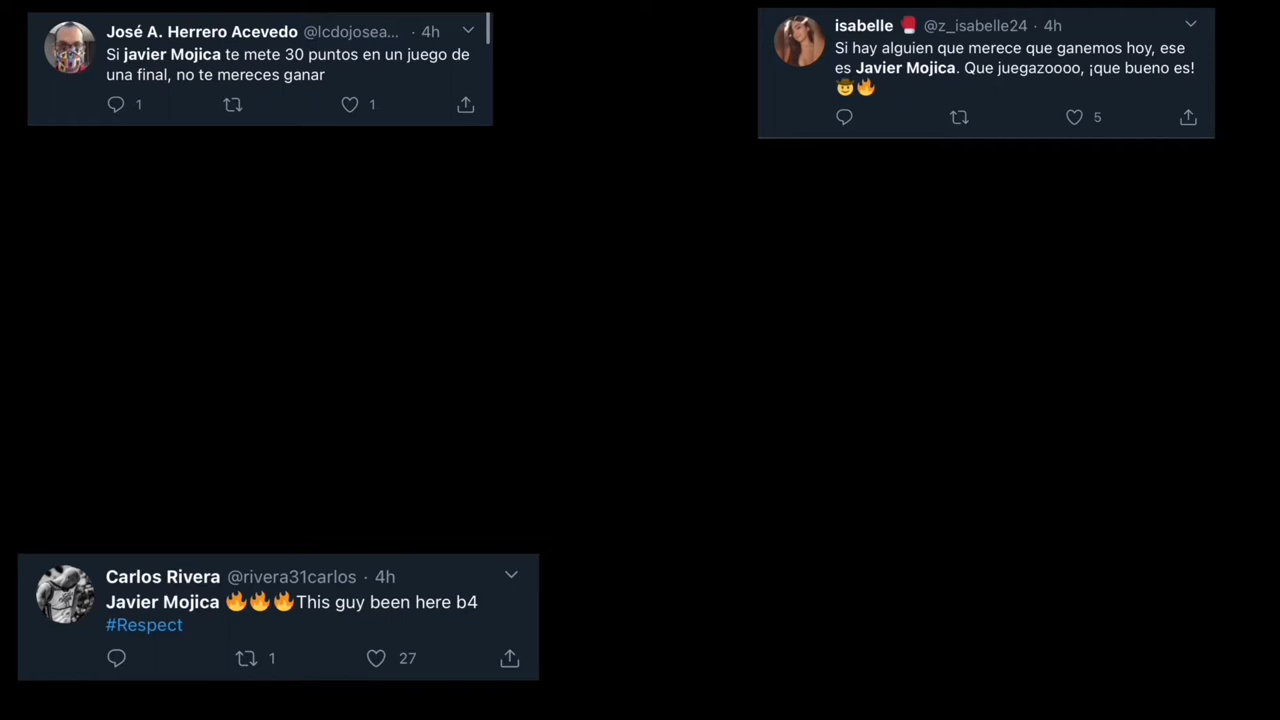 José A. Herrero Acevedo @lcdojosea... · 4h
Si javier Mojica te mete 30 puntos en un juego de
una final, no te mereces ganar
1 1
isabelle @z_isabelle24 · 4h
Si hay alguien que merece que ganemos hoy, ese
es Javier Mojica. Que juegazoooo, ¡que bueno es!
🤠🔥
5
Carlos Rivera @rivera31carlos · 4h
Javier Mojica 🔥🔥🔥This guy been here b4
#Respect
1 27